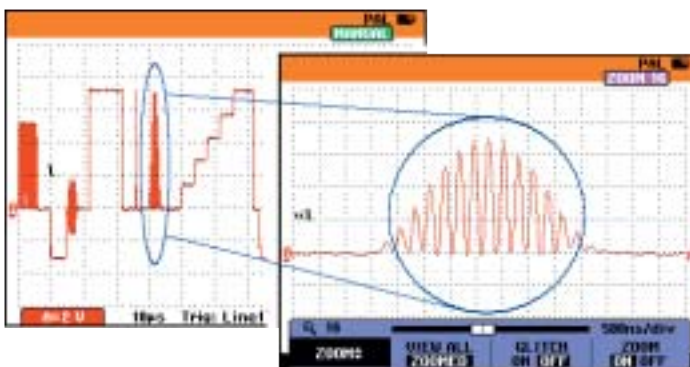 PAL
MANUAL
A=2 V 10µs Trig: Line1
PAL
ZOOM 16
16 500ns/div
ZOOM VIEW ALL GLITCH ZOOM
ZOOMED ON OFF ON OFF